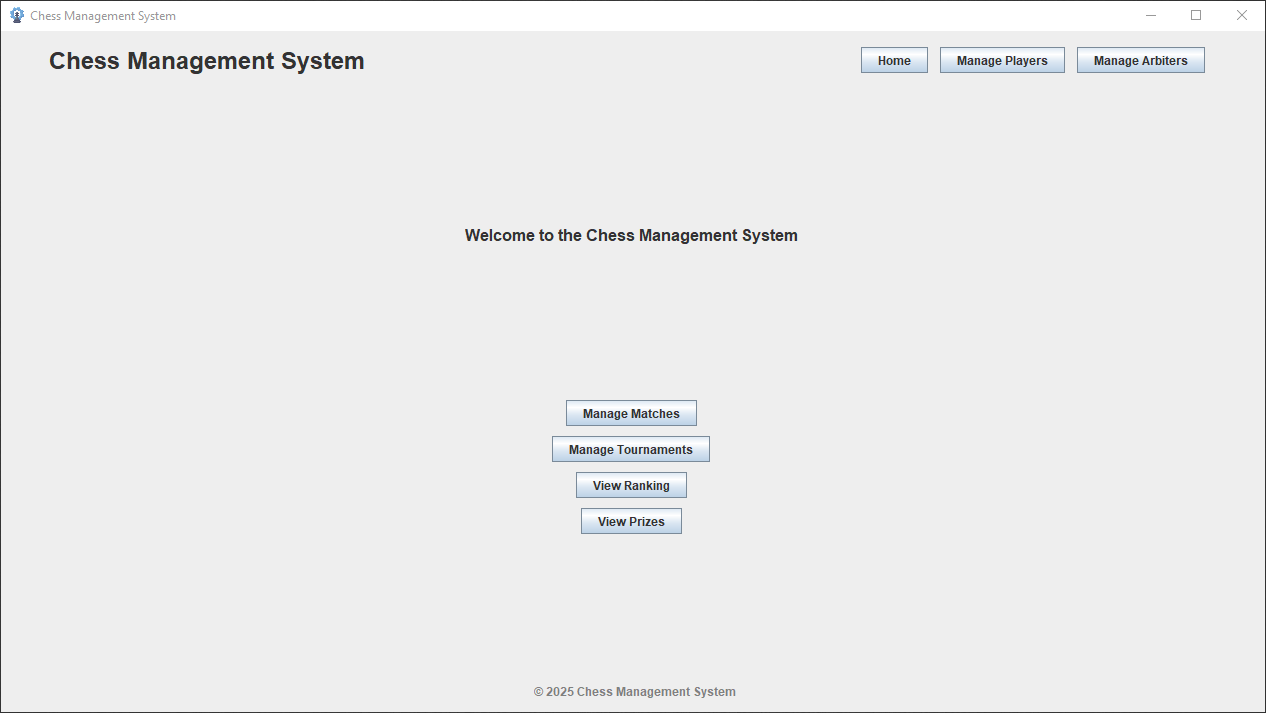 Chess Management System
Chess Management System
Home
Manage Players
Manage Arbiters
Welcome to the Chess Management System
Manage Matches
Manage Tournaments
View Ranking
View Prizes
© 2025 Chess Management System